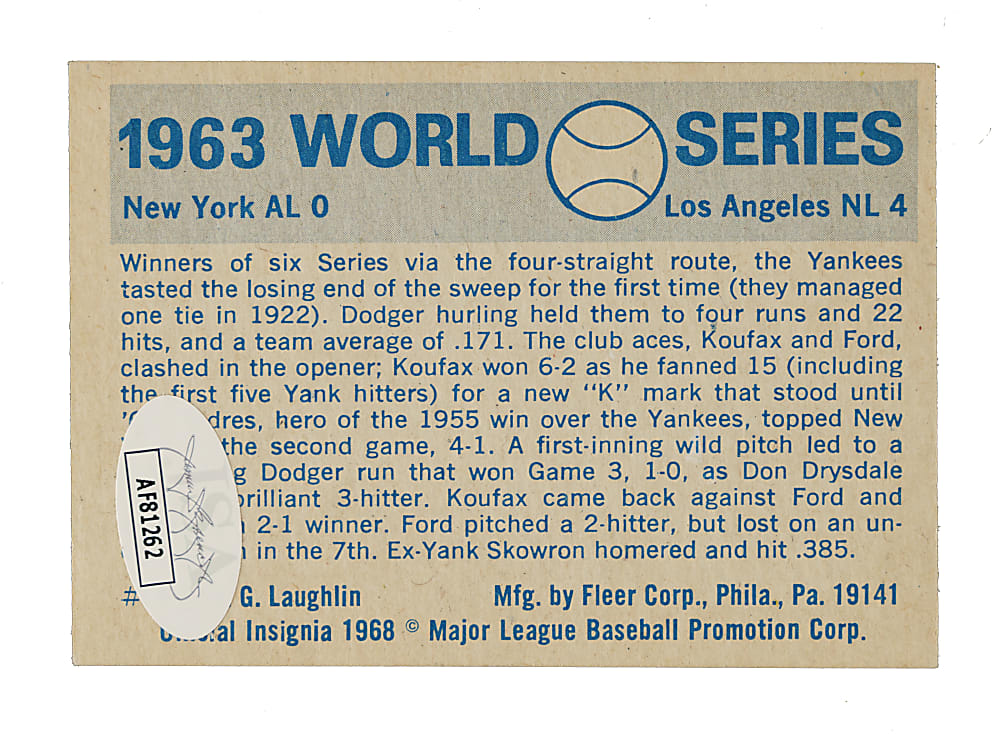 1963 WORLD SERIES
New York AL 0 Los Angeles NL 4
Winners of six Series via the four-straight route, the Yankees
tasted the losing end of the sweep for the first time (they managed
one tie in 1922). Dodger hurling held them to four runs and 22
hits, and a team average of .171. The club aces, Koufax and Ford,
clashed in the opener; Koufax won 6-2 as he fanned 15 (including
the first five Yank hitters) for a new "K" mark that stood until
dres, hero of the 1955 win over the Yankees, topped New
the second game, 4-1. A first-inning wild pitch led to a
g Dodger run that won Game 3, 1-0, as Don Drysdale
brilliant 3-hitter. Koufax came back against Ford and
2-1 winner. Ford pitched a 2-hitter, but lost on an un-
in the 7th. Ex-Yank Skowron homered and hit .385.
AF81262
# G. Laughlin Mfg. by Fleer Corp., Phila., Pa. 19141
al Insignia 1968 © Major League Baseball Promotion Corp.